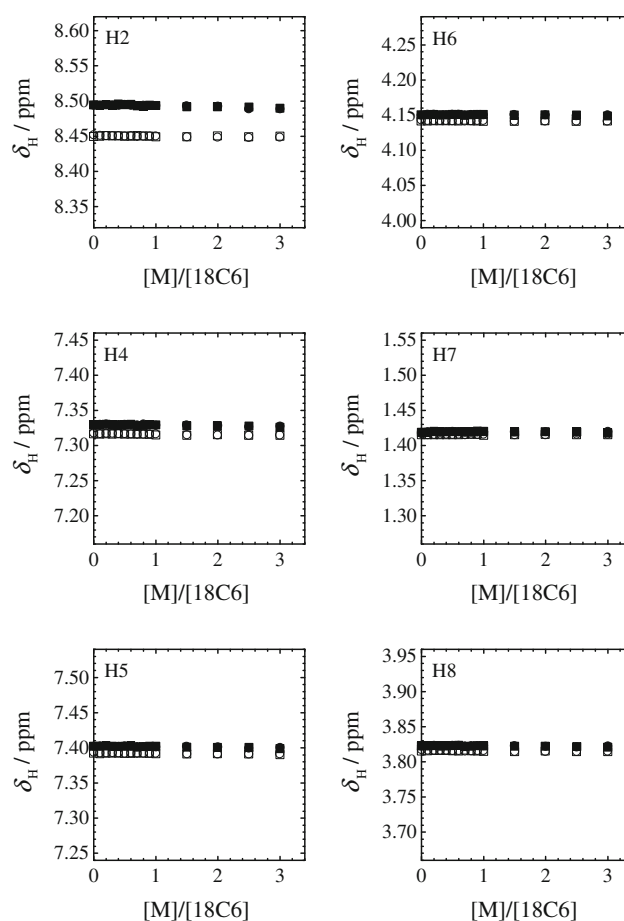 H2
8.60
8.55
8.50
8.45
8.40
8.35
δH / ppm
0 1 2 3
[M]/[18C6]
H6
4.25
4.20
4.15
4.10
4.05
4.00
δH / ppm
0 1 2 3
[M]/[18C6]
H4
7.45
7.40
7.35
7.30
7.25
7.20
δH / ppm
0 1 2 3
[M]/[18C6]
H7
1.55
1.50
1.45
1.40
1.35
1.30
δH / ppm
0 1 2 3
[M]/[18C6]
H5
7.50
7.45
7.40
7.35
7.30
7.25
δH / ppm
0 1 2 3
[M]/[18C6]
H8
3.95
3.90
3.85
3.80
3.75
3.70
δH / ppm
0 1 2 3
[M]/[18C6]